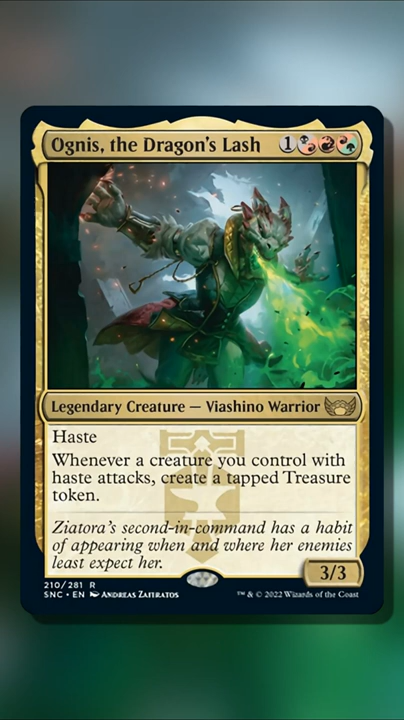 Ognis, the Dragon's Lash 1
Legendary Creature — Viashino Warrior
Haste
Whenever a creature you control with
haste attacks, create a tapped Treasure
token.
Ziatora's second-in-command has a habit
of appearing when and where her enemies
least expect her.
3/3
210/281 R
SNC • EN Andreas Zafiratos
™ & © 2022 Wizards of the Coast